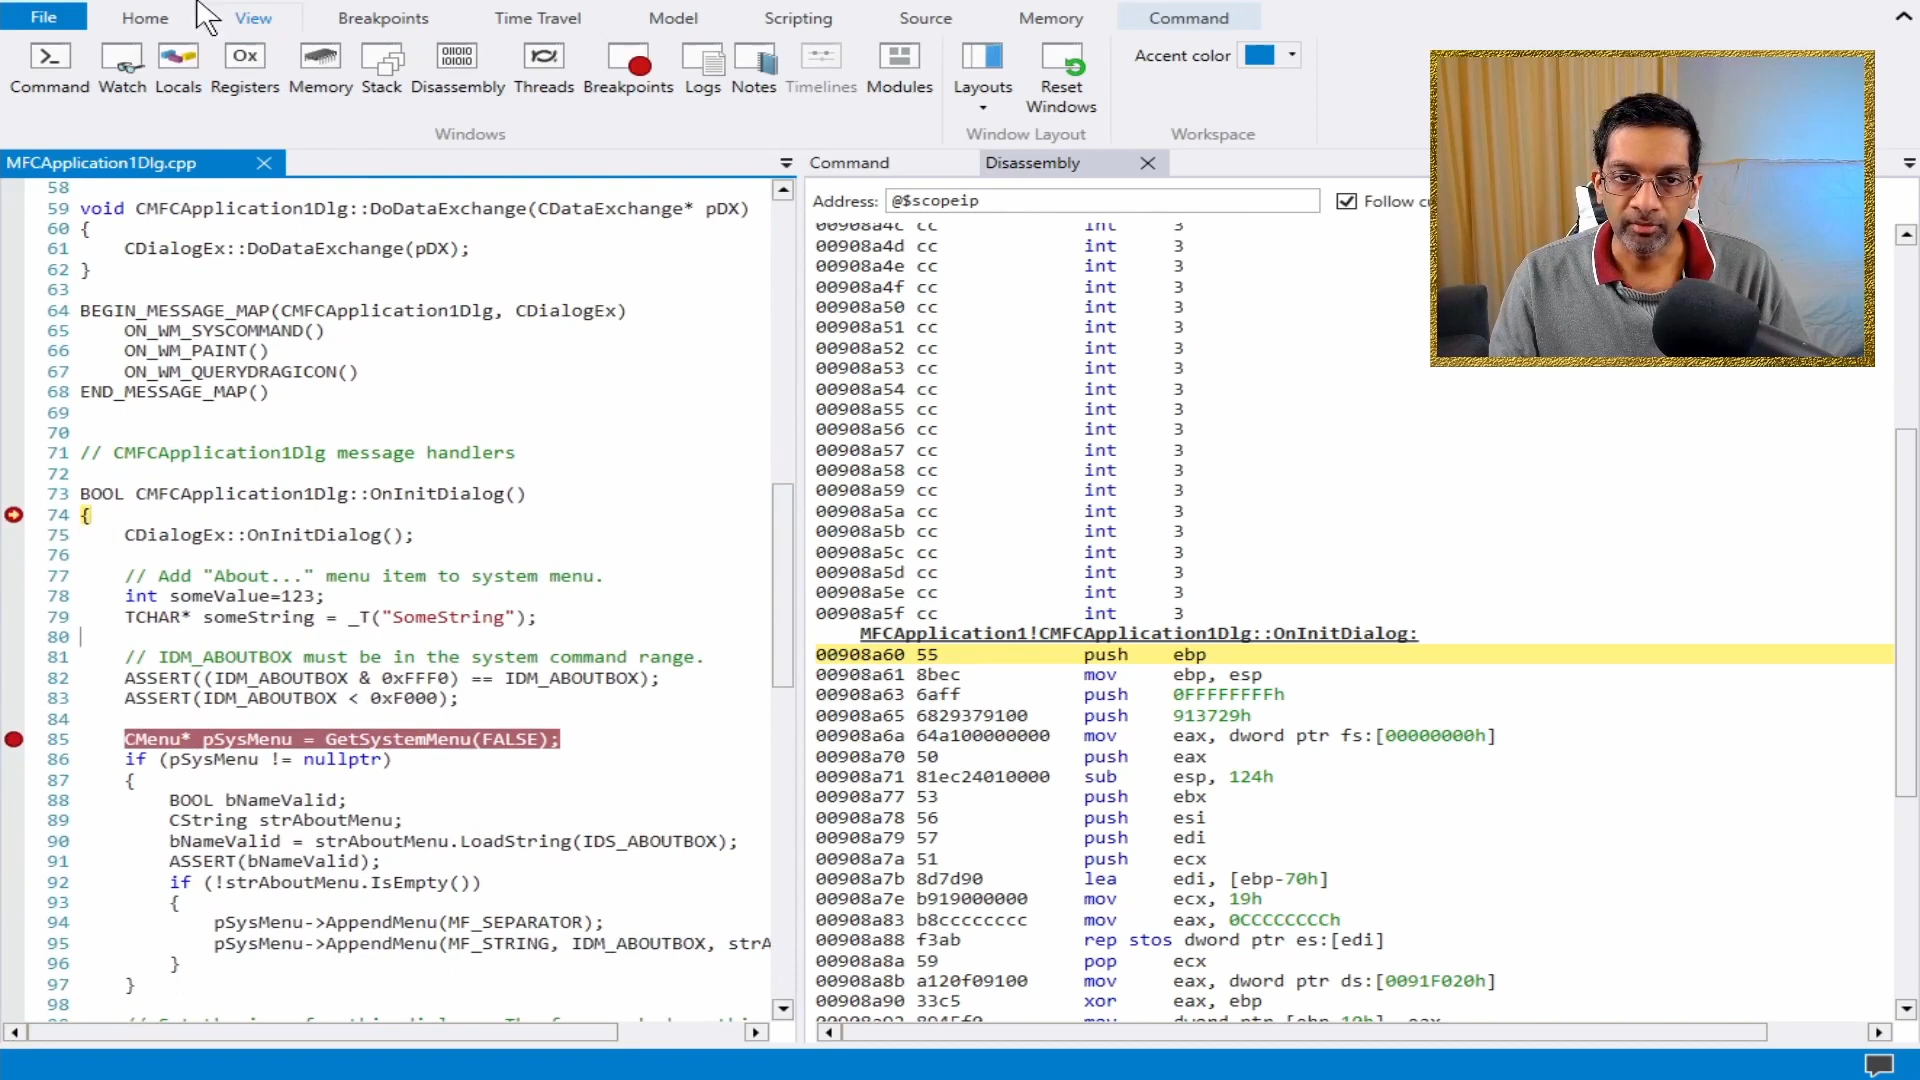 File
Home
View
Breakpoints
Time Travel
Model
Scripting
Source
Memory
Command
Command
Watch
Locals
Registers
Memory
Stack
Disassembly
Threads
Breakpoints
Logs
Notes
Timelines
Modules
Layouts
Reset
Windows
Accent color
Windows
Window Layout
Workspace
MFCApplication1Dlg.cpp
58
59 void CMFCApplication1Dlg::DoDataExchange(CDataExchange* pDX)
60 {
61 CDialogEx::DoDataExchange(pDX);
62 }
63
64 BEGIN_MESSAGE_MAP(CMFCApplication1Dlg, CDialogEx)
65 ON_WM_SYSCOMMAND()
66 ON_WM_PAINT()
67 ON_WM_QUERYDRAGICON()
68 END_MESSAGE_MAP()
69
70
71 // CMFCApplication1Dlg message handlers
72
73 BOOL CMFCApplication1Dlg::OnInitDialog()
74 {
75 CDialogEx::OnInitDialog();
76
77 // Add "About..." menu item to system menu.
78 int someValue=123;
79 TCHAR* someString = _T("SomeString");
80
81 // IDM_ABOUTBOX must be in the system command range.
82 ASSERT((IDM_ABOUTBOX & 0xFFF0) == IDM_ABOUTBOX);
83 ASSERT(IDM_ABOUTBOX < 0xF000);
84
85 CMenu* pSysMenu = GetSystemMenu(FALSE);
86 if (pSysMenu != nullptr)
87 {
88 BOOL bNameValid;
89 CString strAboutMenu;
90 bNameValid = strAboutMenu.LoadString(IDS_ABOUTBOX);
91 ASSERT(bNameValid);
92 if (!strAboutMenu.IsEmpty())
93 {
94 pSysMenu->AppendMenu(MF_SEPARATOR);
95 pSysMenu->AppendMenu(MF_STRING, IDM_ABOUTBOX, strA
96 }
97 }
98
Command
Disassembly
Address: @$scopeip
Follow cu
00908a4c cc int 3
00908a4d cc int 3
00908a4e cc int 3
00908a4f cc int 3
00908a50 cc int 3
00908a51 cc int 3
00908a52 cc int 3
00908a53 cc int 3
00908a54 cc int 3
00908a55 cc int 3
00908a56 cc int 3
00908a57 cc int 3
00908a58 cc int 3
00908a59 cc int 3
00908a5a cc int 3
00908a5b cc int 3
00908a5c cc int 3
00908a5d cc int 3
00908a5e cc int 3
00908a5f cc int 3
MFCApplication1!CMFCApplication1Dlg::OnInitDialog:
00908a60 55 push ebp
00908a61 8bec mov ebp, esp
00908a63 6aff push 0FFFFFFFFh
00908a65 6829379100 push 913729h
00908a6a 64a100000000 mov eax, dword ptr fs:[00000000h]
00908a70 50 push eax
00908a71 81ec24010000 sub esp, 124h
00908a77 53 push ebx
00908a78 56 push esi
00908a79 57 push edi
00908a7a 51 push ecx
00908a7b 8d7d90 lea edi, [ebp-70h]
00908a7e b919000000 mov ecx, 19h
00908a83 b8cccccccc mov eax, 0CCCCCCCCh
00908a88 f3ab rep stos dword ptr es:[edi]
00908a8a 59 pop ecx
00908a8b a120f09100 mov eax, dword ptr ds:[0091F020h]
00908a90 33c5 xor eax, ebp